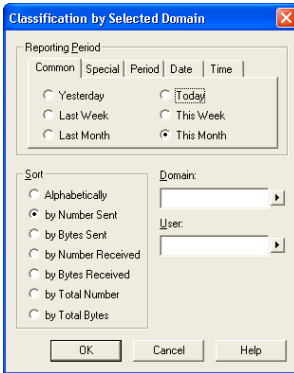 Classification by Selected Domain
Reporting Period
Common Special Period Date Time
Yesterday Today
Last Week This Week
Last Month This Month
Sort Domain:
Alphabetically
by Number Sent
by Bytes Sent User:
by Number Received
by Bytes Received
by Total Number
by Total Bytes
OK Cancel Help